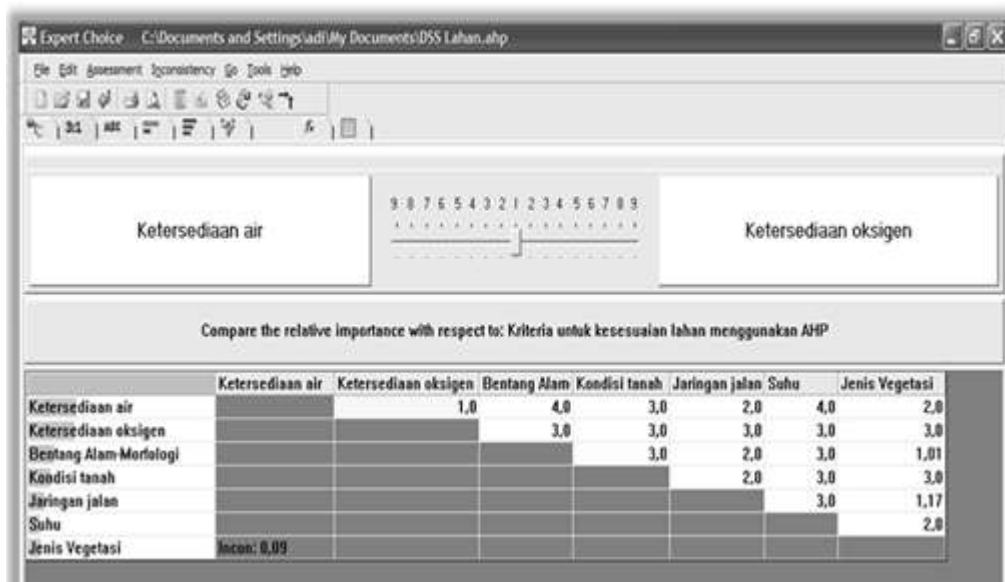 Expert Choice C:\Documents and Settings\adi\My Documents\DSS Lahan.ahp
File Edit Assessment Inconsistency Go Tools Help
3:1 ABC
9 8 7 6 5 4 3 2 1 2 3 4 5 6 7 8 9
Ketersediaan air Ketersediaan oksigen
Compare the relative importance with respect to: Kriteria untuk kesesuaian lahan menggunakan AHP
Ketersediaan air Ketersediaan oksigen Bentang Alam Kondisi tanah Jaringan jalan Suhu Jenis Vegetasi
Ketersediaan air 1,0 4,0 3,0 2,0 4,0 2,0
Ketersediaan oksigen 3,0 3,0 3,0 3,0 3,0
Bentang Alam-Morfologi 3,0 2,0 3,0 1,01
Kondisi tanah 2,0 3,0 3,0
Jaringan jalan 3,0 1,17
Suhu 2,0
Jenis Vegetasi Incon: 0,09